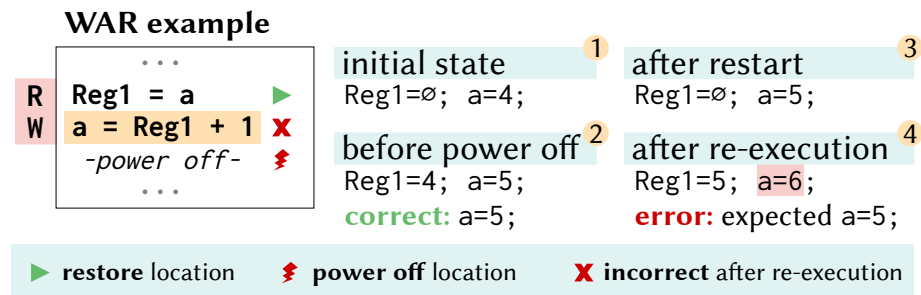 WAR example
...
R Reg1 = a
W a = Reg1 + 1
-power off-
...
initial state 1
Reg1=∅; a=4;
before power off 2
Reg1=4; a=5;
correct: a=5;
after restart 3
Reg1=∅; a=5;
after re-execution 4
Reg1=5; a=6;
error: expected a=5;
restore location power off location incorrect after re-execution